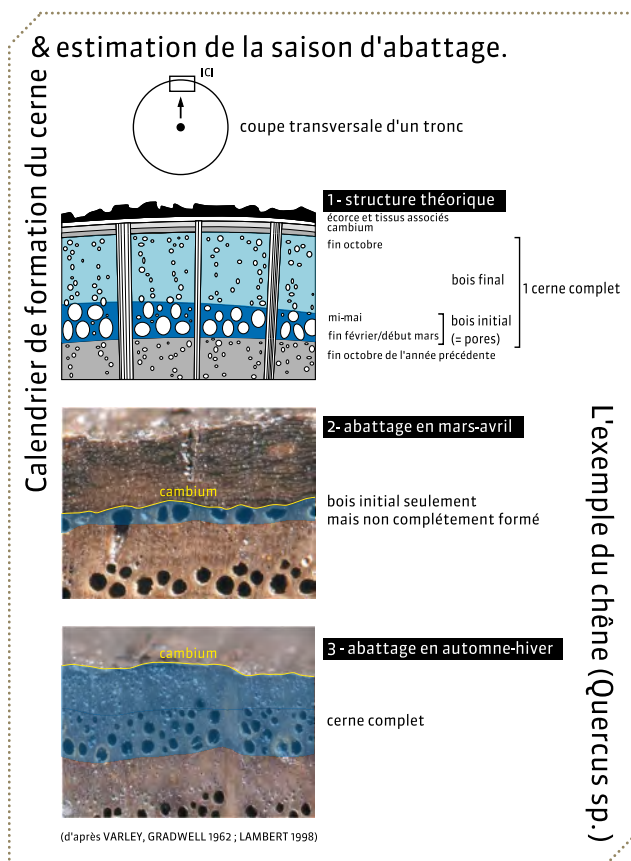 Calendrier de formation du cerne
& estimation de la saison d'abattage.
ICI
coupe transversale d'un tronc
1- structure théorique
écorce et tissus associés
cambium
fin octobre
bois final
1 cerne complet
mi-mai
bois initial
fin février/début mars
(= pores)
fin octobre de l'année précédente
L'exemple du chêne (Quercus sp.)
2- abattage en mars-avril
cambium
bois initial seulement
mais non complétement formé
3 - abattage en automne-hiver
cambium
cerne complet
(d'après VARLEY, GRADWELL 1962 ; LAMBERT 1998)